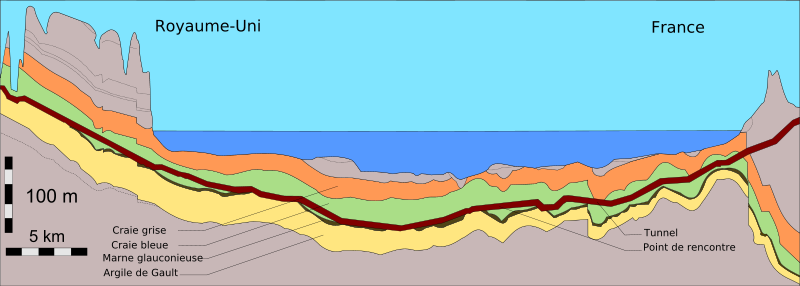 Royaume-Uni
France
100 m
5 km
Craie grise
Craie bleue
Marne glauconieuse
Argile de Gault
Tunnel
Point de rencontre